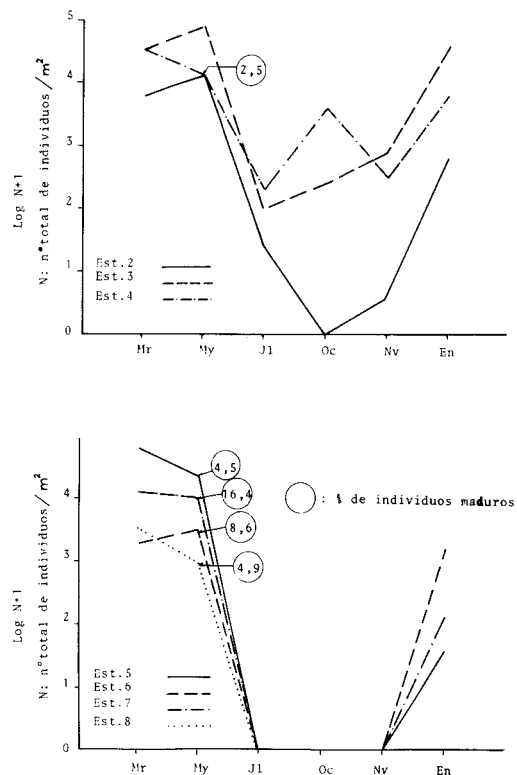 5
4
3
2
1
0
Log N+1
N: n°total de individuos/m²
2,5
Est.2
Est.3
Est.4
Mr My Jl Oc Nv En
4
3
2
1
0
Log N+1
N: n°total de individuos/m²
4,5
16,4
8,6
4,9
: % de individuos maduros
Est.5
Est.6
Est.7
Est.8
Mr My Jl Oc Nv En